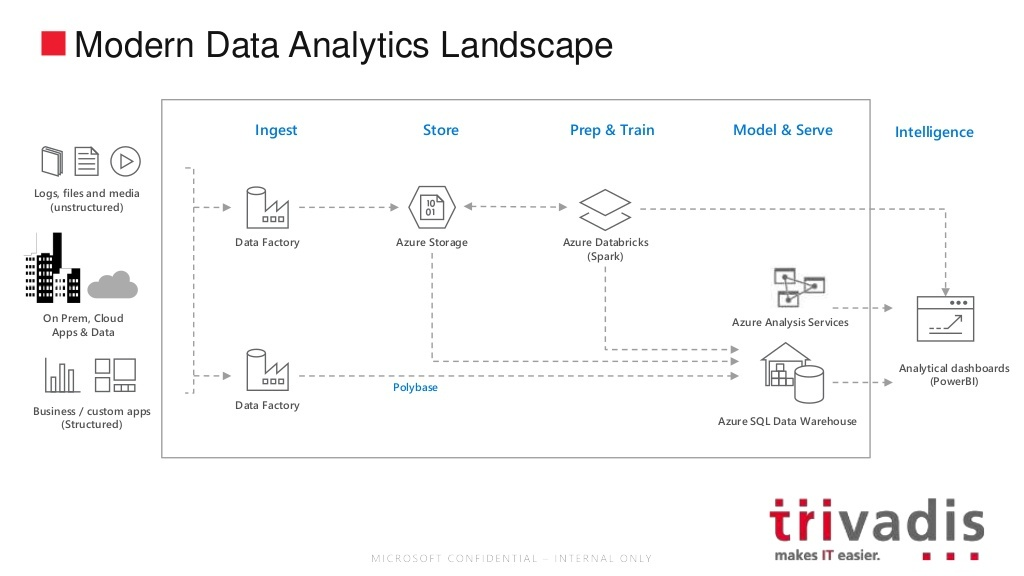 Modern Data Analytics Landscape
Ingest
Store
Prep & Train
Model & Serve
Intelligence
Logs, files and media
(unstructured)
Data Factory
10
01
Azure Storage
Azure Databricks
(Spark)
On Prem, Cloud
Apps & Data
Azure Analysis Services
Analytical dashboards
(PowerBI)
Business / custom apps
(Structured)
Data Factory
Polybase
Azure SQL Data Warehouse
trivadis
makes IT easier.
MICROSOFT CONFIDENTIAL – INTERNAL ONLY